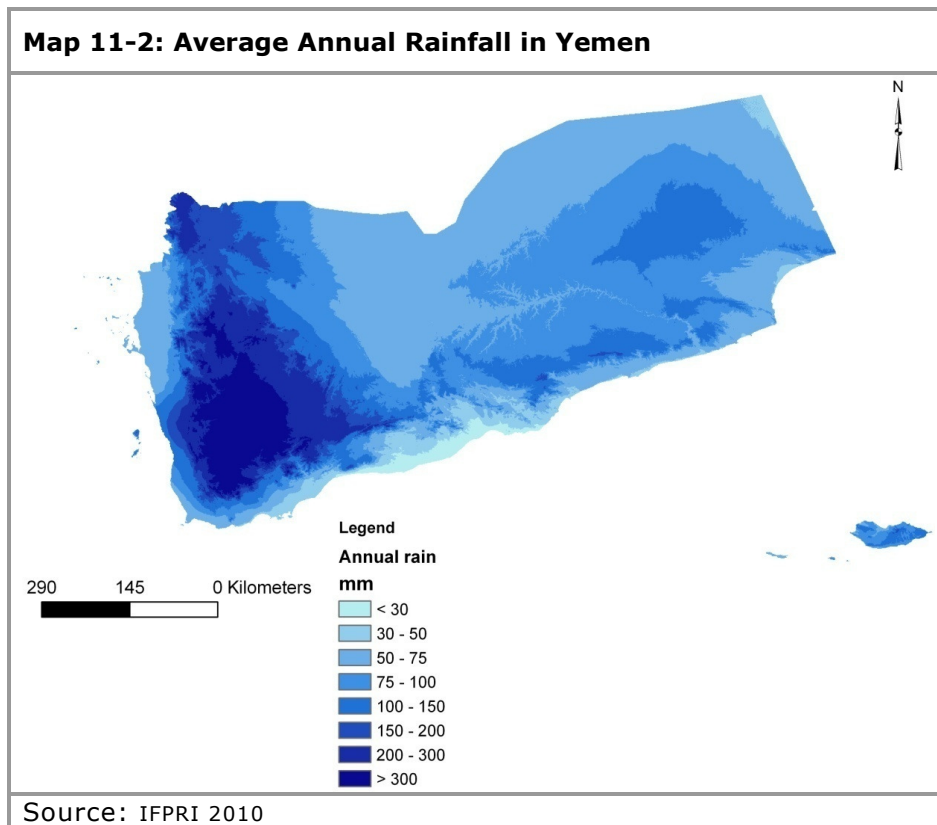 Map 11-2: Average Annual Rainfall in Yemen
N
Legend
Annual rain
mm
290 145 0 Kilometers
< 30
30 - 50
50 - 75
75 - 100
100 - 150
150 - 200
200 - 300
> 300
Source: IFPRI 2010